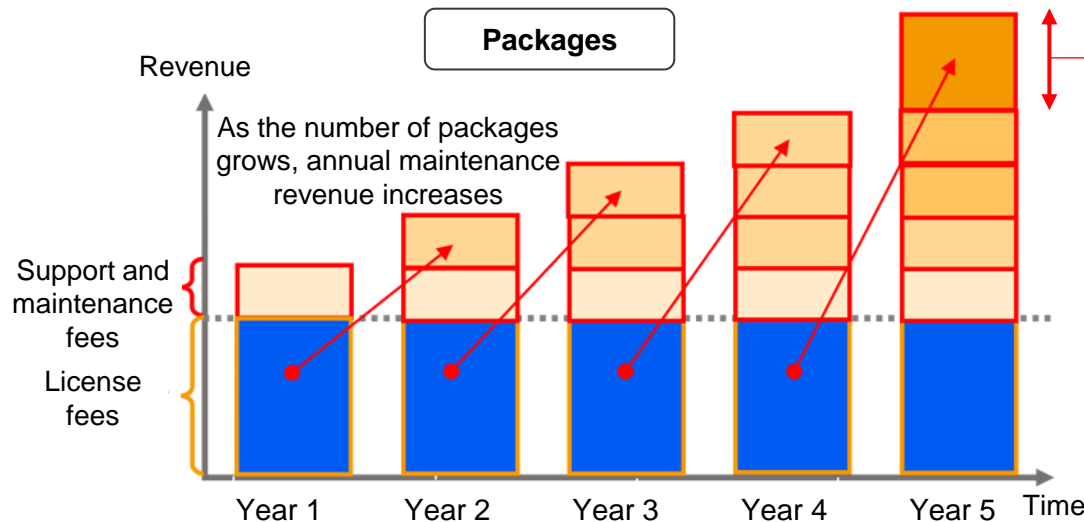 Packages
Revenue
As the number of packages
grows, annual maintenance
revenue increases
Support and
maintenance
fees
License
fees
Year 1
Year 2
Year 3
Year 4
Year 5
Time